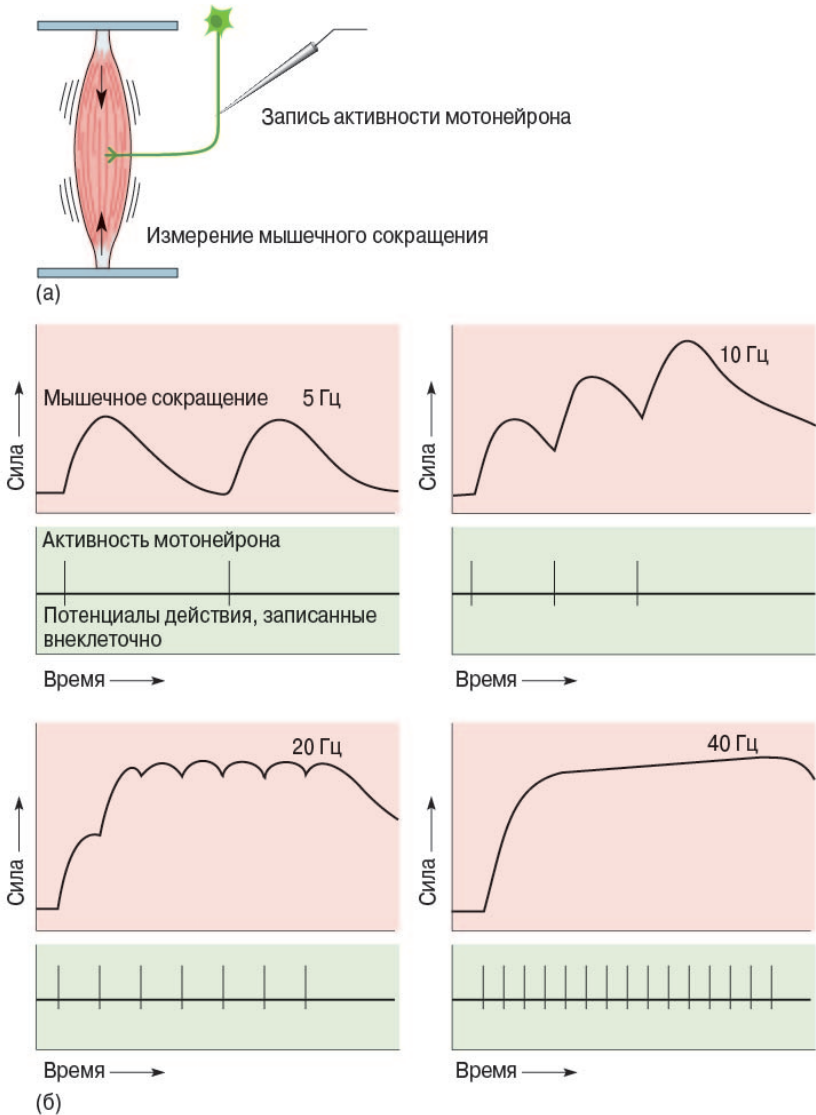 Запись активности мотонейрона
Измерение мышечного сокращения
(а)
Сила
Мышечное сокращение
5 Гц
Активность мотонейрона
Потенциалы действия, записанные
внеклеточно
Время
Сила
10 Гц
Время
Сила
20 Гц
Время
Сила
40 Гц
Время
(б)